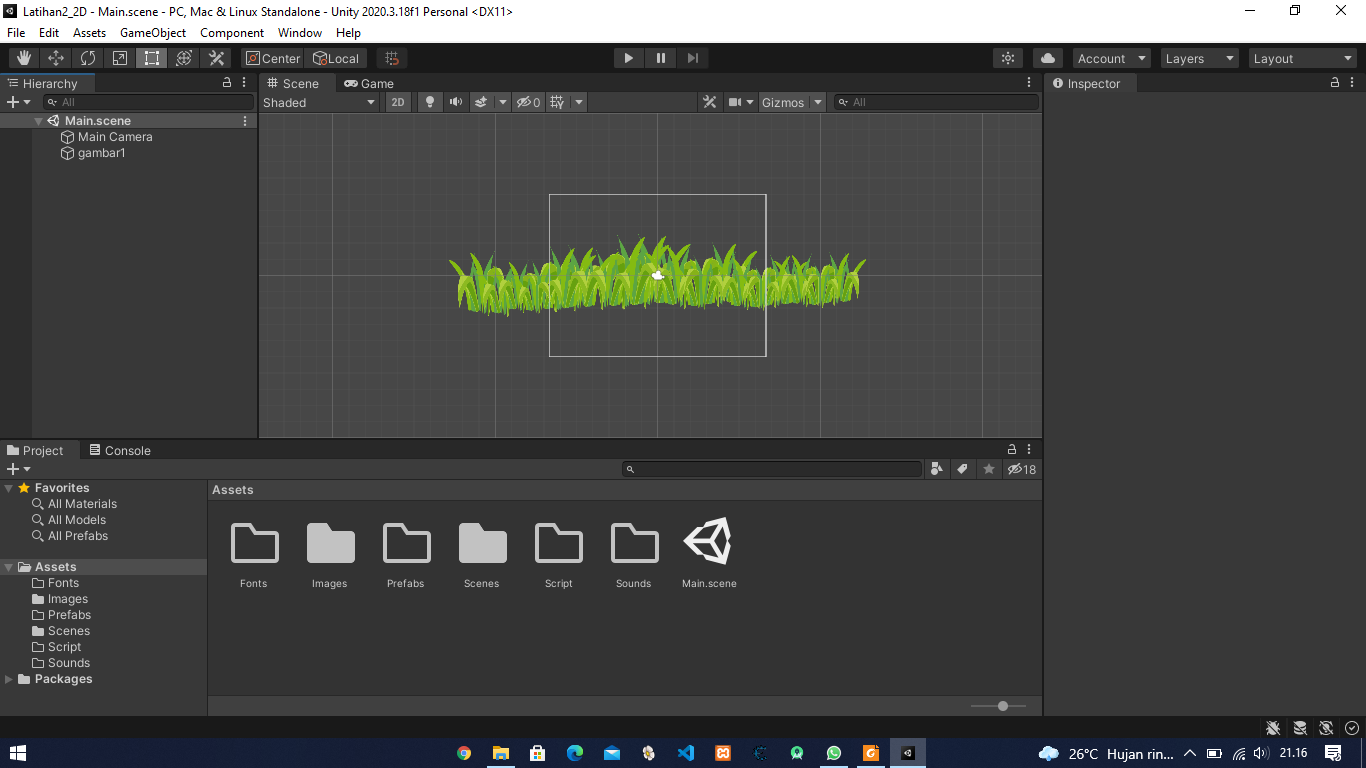 Latihan2_2D - Main.scene - PC, Mac & Linux Standalone - Unity 2020.3.18f1 Personal <DX11>
File Edit Assets GameObject Component Window Help
Center Local Account Layers Layout
Hierarchy
All
Main.scene
Main Camera
gambar1
Scene Game
Shaded 2D 0 Gizmos All
Inspector
Project Console
18
Favorites
All Materials
All Models
All Prefabs
Assets
Fonts
Images
Prefabs
Scenes
Script
Sounds
Packages
Assets
Fonts Images Prefabs Scenes Script Sounds Main.scene
26°C Hujan rin... 21.16